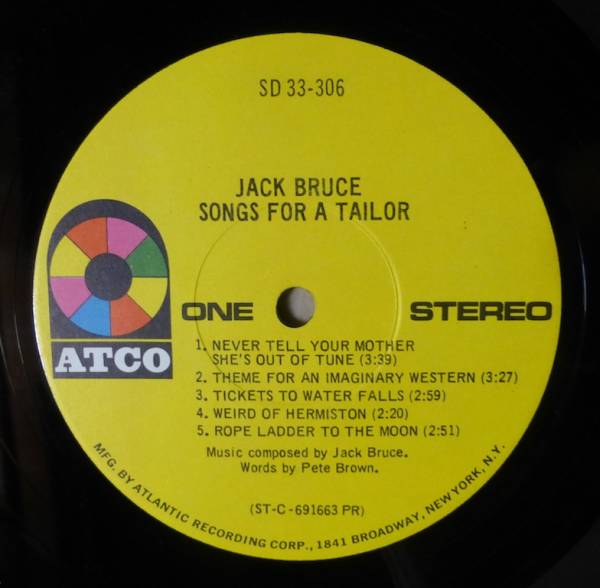 SD 33-306
JACK BRUCE
SONGS FOR A TAILOR
ATCO
ONE
STEREO
1. NEVER TELL YOUR MOTHER
SHE'S OUT OF TUNE (3:39)
2. THEME FOR AN IMAGINARY WESTERN (3:27)
3. TICKETS TO WATER FALLS (2:59)
4. WEIRD OF HERMISTON (2:20)
5. ROPE LADDER TO THE MOON (2:51)
Music composed by Jack Bruce.
Words by Pete Brown.
(ST-C-691663 PR)
MFG. BY ATLANTIC RECORDING CORP., 1841 BROADWAY, NEW YORK, N.Y.